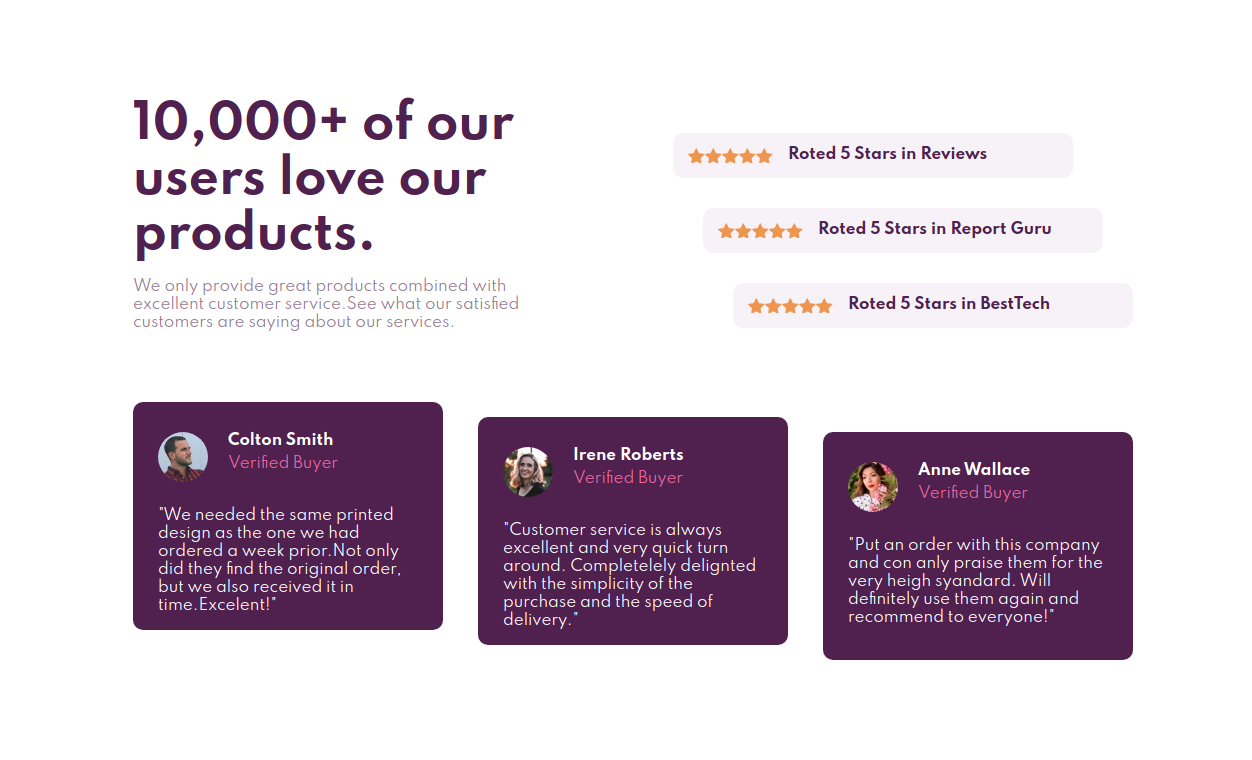 10,000+ of our
users love our
products.
We only provide great products combined with
excellent customer service.See what our satisfied
customers are saying about our services.
Roted 5 Stars in Reviews
Roted 5 Stars in Report Guru
Roted 5 Stars in BestTech
Colton Smith
Verified Buyer
"We needed the same printed
design as the one we had
ordered a week prior.Not only
did they find the original order,
but we also received it in
time.Excelent!"
Irene Roberts
Verified Buyer
"Customer service is always
excellent and very quick turn
around. Completelely delignted
with the simplicity of the
purchase and the speed of
delivery."
Anne Wallace
Verified Buyer
"Put an order with this company
and con anly praise them for the
very heigh syandard. Will
definitely use them again and
recommend to everyone!"